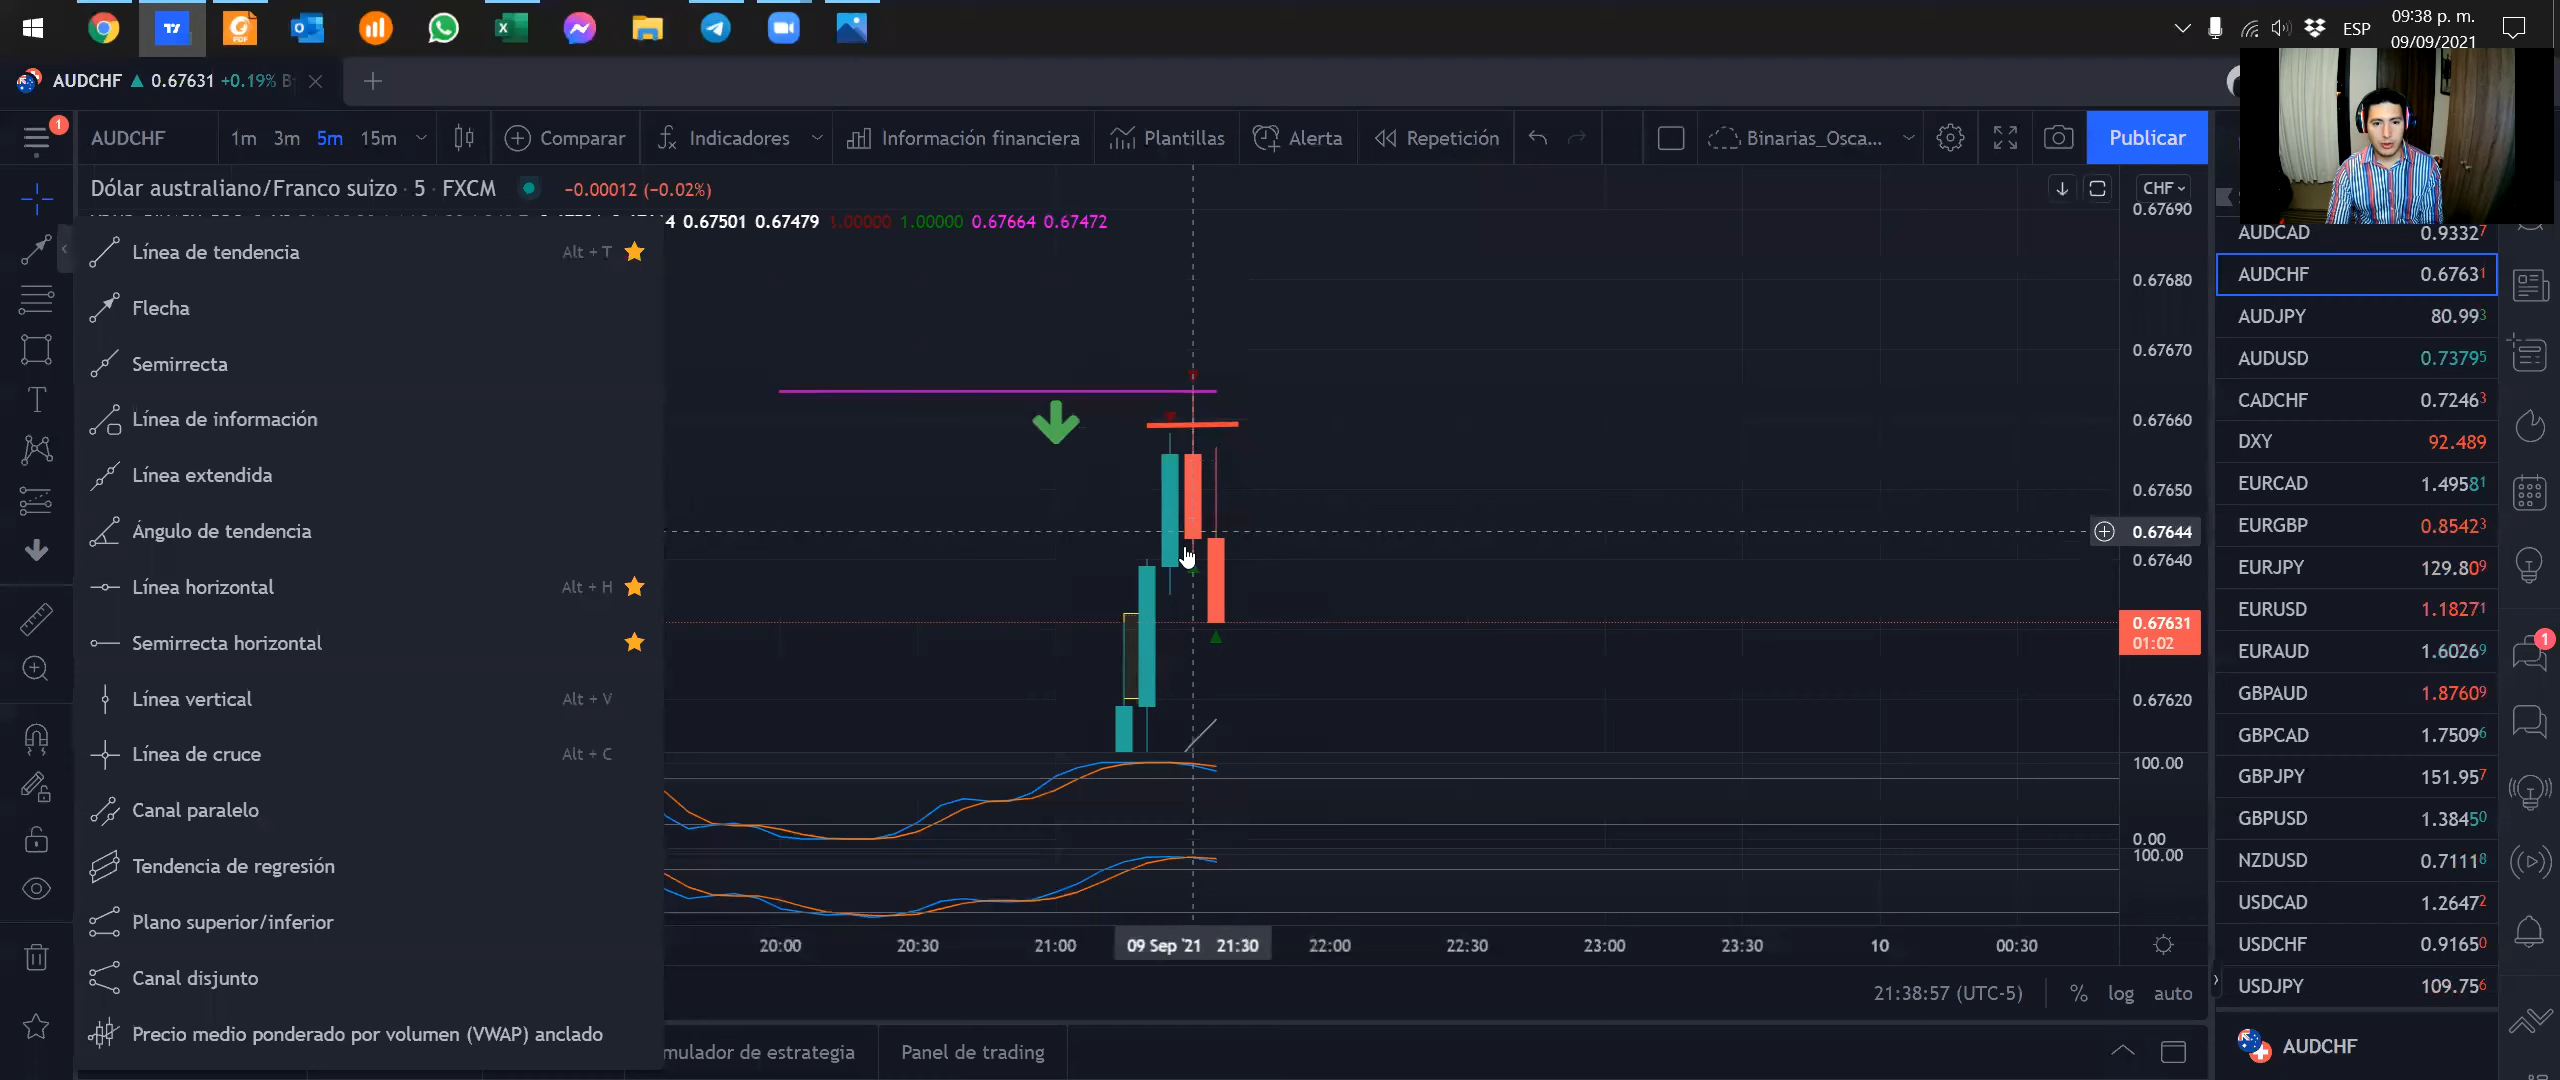 09:38 p. m.
ESP
09/09/2021
AUDCHF ▲ 0.67631 +0.19%
1
AUDCHF
1m 3m 5m 15m
Comparar
Indicadores
Información financiera
Plantillas
Alerta
Repetición
Binarias_Osca...
Publicar
Dólar australiano/Franco suizo · 5 · FXCM
−0.00012 (−0.02%)
CHF
4 0.67501 0.67479 1.00000 1.00000 0.67664 0.67472
Línea de tendencia Alt + T
Flecha
Semirrecta
Línea de información
Línea extendida
Ángulo de tendencia
Línea horizontal Alt + H
Semirrecta horizontal
Línea vertical Alt + V
Línea de cruce Alt + C
Canal paralelo
Tendencia de regresión
Plano superior/inferior
Canal disjunto
Precio medio ponderado por volumen (VWAP) anclado
0.67690
0.67680
0.67670
0.67660
0.67650
0.67644
0.67640
0.67631
01:02
0.67620
100.00
0.00
100.00
20:00 20:30 21:00 09 Sep '21 21:30 22:00 22:30 23:00 23:30 10 00:30
21:38:57 (UTC-5) % log auto
mulador de estrategia
Panel de trading
AUDCAD 0.93327
AUDCHF 0.67631
AUDJPY 80.993
AUDUSD 0.73795
CADCHF 0.72463
DXY 92.489
EURCAD 1.49581
EURGBP 0.85423
EURJPY 129.809
EURUSD 1.18271
EURAUD 1.60269
GBPAUD 1.87609
GBPCAD 1.75096
GBPJPY 151.957
GBPUSD 1.38450
NZDUSD 0.71118
USDCAD 1.26472
USDCHF 0.91650
USDJPY 109.756
AUDCHF
1